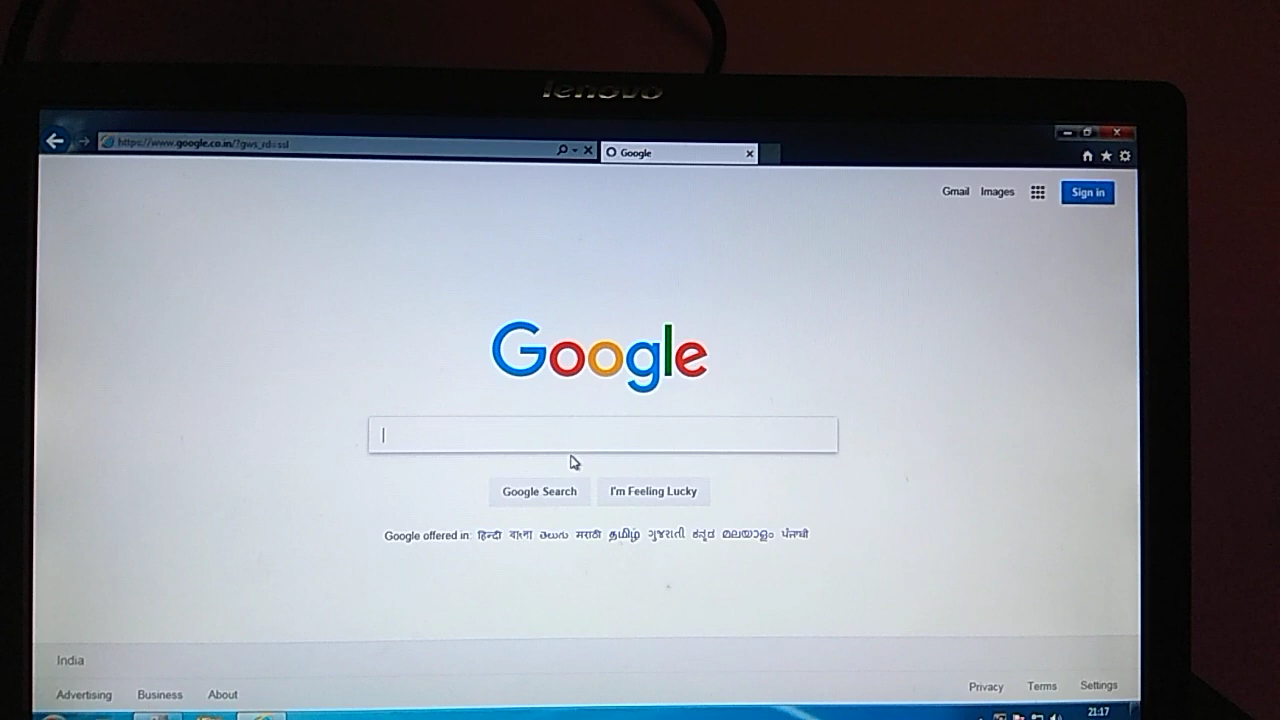 lenovo
https://www.google.co.in/?gws_rd=ssl
Google
Gmail Images Sign in
Google
Google Search I'm Feeling Lucky
Google offered in: हिन्दी বাংলা తెలుగు मराठी தமிழ் ગુજરાતી ಕನ್ನಡ മലയാളം ਪੰਜਾਬੀ
India
Advertising Business About Privacy Terms Settings
21:17